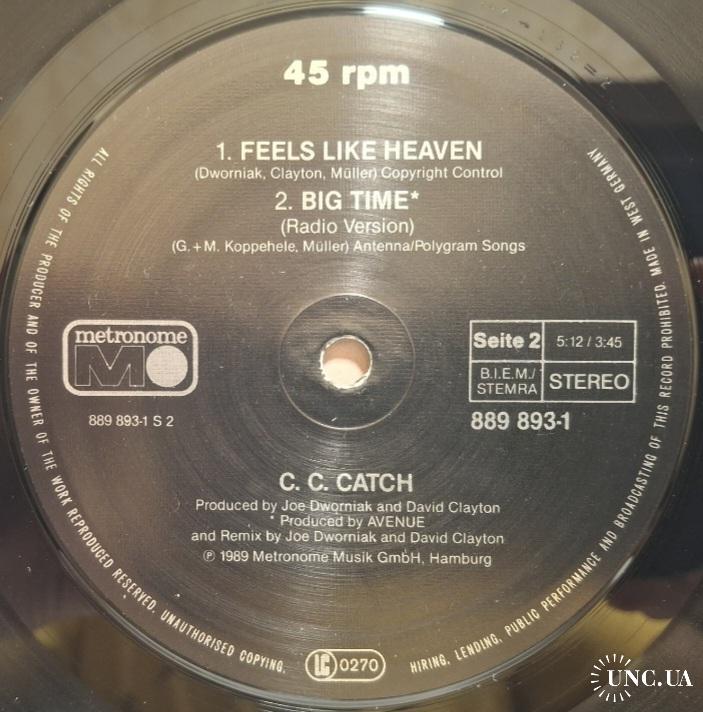 45 rpm
1. FEELS LIKE HEAVEN
(Dworniak, Clayton, Müller) Copyright Control
2. BIG TIME*
(Radio Version)
(G. + M. Koppehele, Müller) Antenna/Polygram Songs
metronome
M
889 893-1 S 2
Seite 2
5:12 / 3:45
B.I.E.M./
STEMRA
STEREO
889 893-1
C. C. CATCH
Produced by Joe Dworniak and David Clayton
* Produced by AVENUE
and Remix by Joe Dworniak and David Clayton
℗ 1989 Metronome Musik GmbH, Hamburg
ALL RIGHTS OF THE PRODUCER AND OF THE OWNER OF THE WORK REPRODUCED RESERVED. UNAUTHORISED COPYING,
LC 0270
HIRING, LENDING, PUBLIC PERFORMANCE AND BROADCASTING OF THIS RECORD PROHIBITED. MADE IN WEST GERMANY
UNC.UA